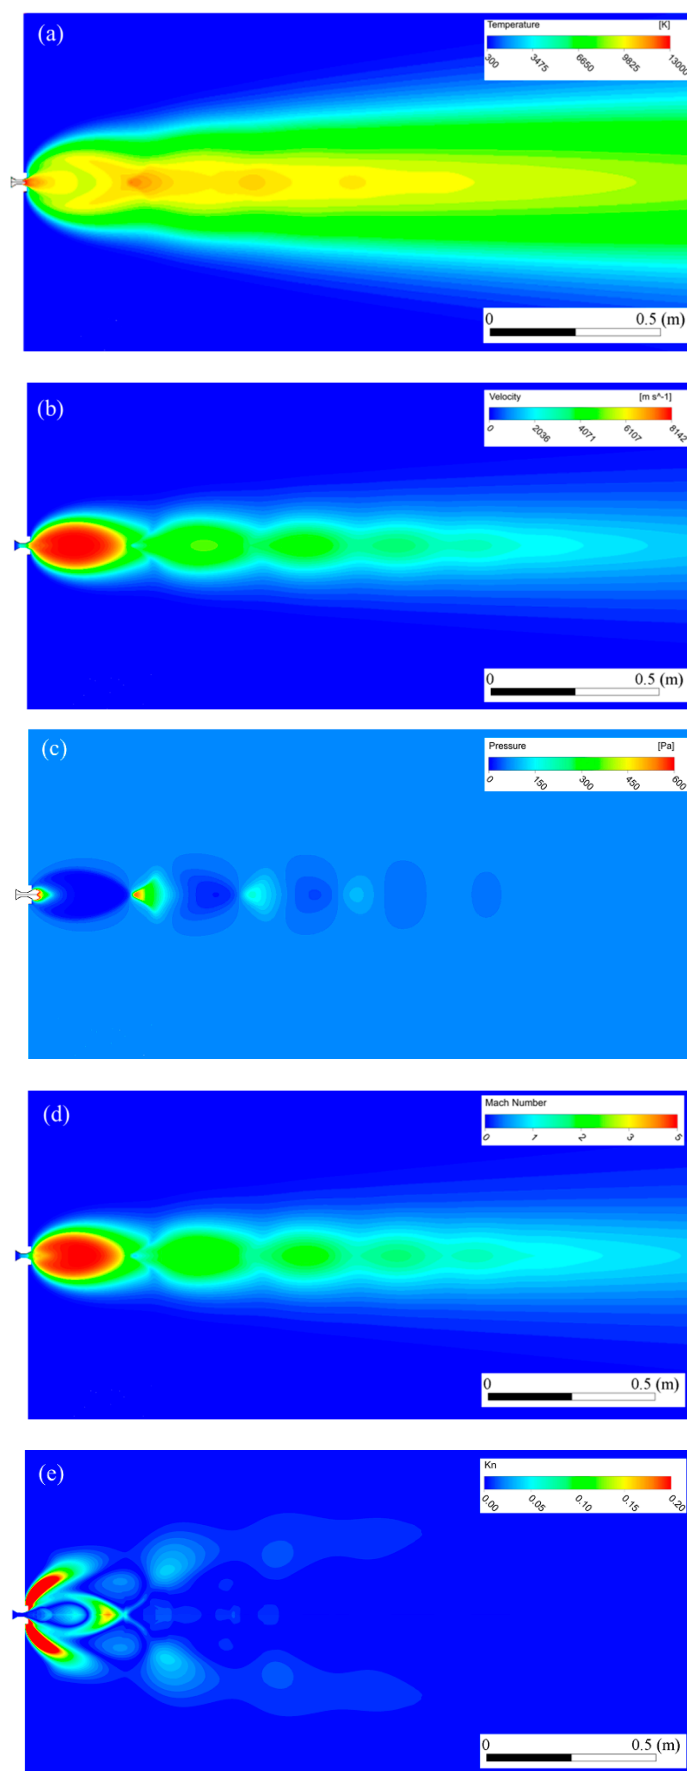 (a)
Temperature [K]
300 3475 6650 9825 13000
0 0.5 (m)
(b)
Velocity [m s^-1]
0 2036 4071 6107 8142
0 0.5 (m)
(c)
Pressure [Pa]
0 150 300 450 600
(d)
Mach Number
0 1 2 3 5
0 0.5 (m)
(e)
Kn
0.00 0.05 0.10 0.15 0.20
0 0.5 (m)